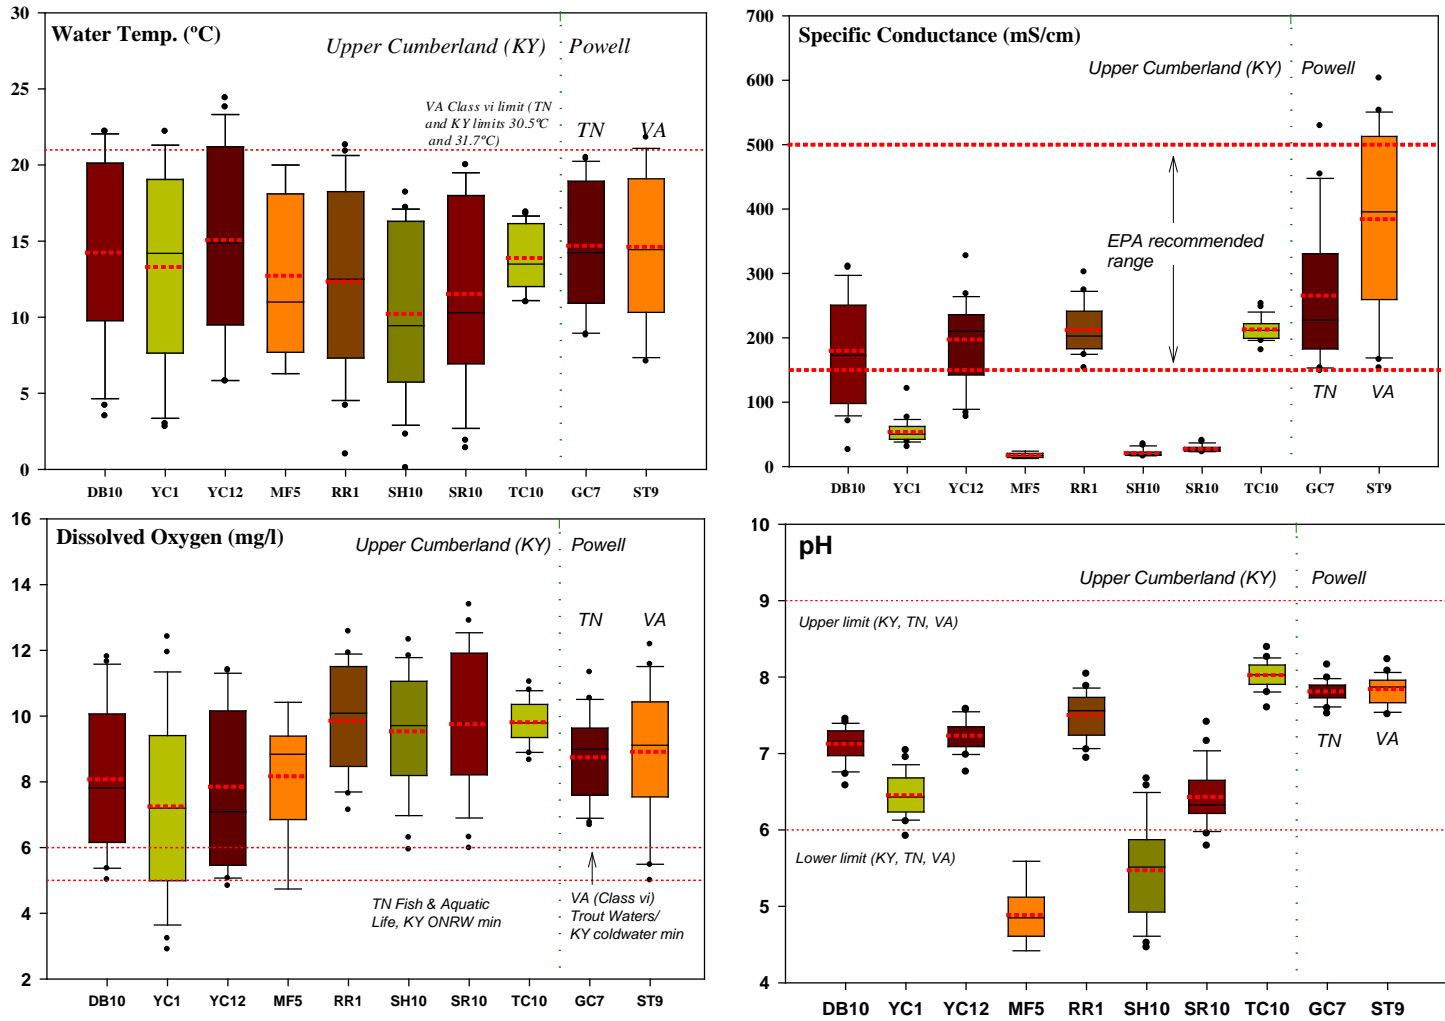 Water Temp. (ºC)
Upper Cumberland (KY)
Powell
VA Class vi limit (TN
and KY limits 30.5ºC
and 31.7ºC)
TN
VA
30
25
20
15
10
5
0
DB10 YC1 YC12 MF5 RR1 SH10 SR10 TC10 GC7 ST9
Specific Conductance (mS/cm)
Upper Cumberland (KY)
Powell
EPA recommended
range
TN
VA
700
600
500
400
300
200
100
0
DB10 YC1 YC12 MF5 RR1 SH10 SR10 TC10 GC7 ST9
Dissolved Oxygen (mg/l)
Upper Cumberland (KY)
Powell
TN
VA
TN Fish & Aquatic
Life, KY ONRW min
VA (Class vi)
Trout Waters/
KY coldwater min
16
14
12
10
8
6
4
2
DB10 YC1 YC12 MF5 RR1 SH10 SR10 TC10 GC7 ST9
pH
Upper Cumberland (KY)
Powell
Upper limit (KY, TN, VA)
TN
VA
Lower limit (KY, TN, VA)
10
9
8
7
6
5
4
DB10 YC1 YC12 MF5 RR1 SH10 SR10 TC10 GC7 ST9